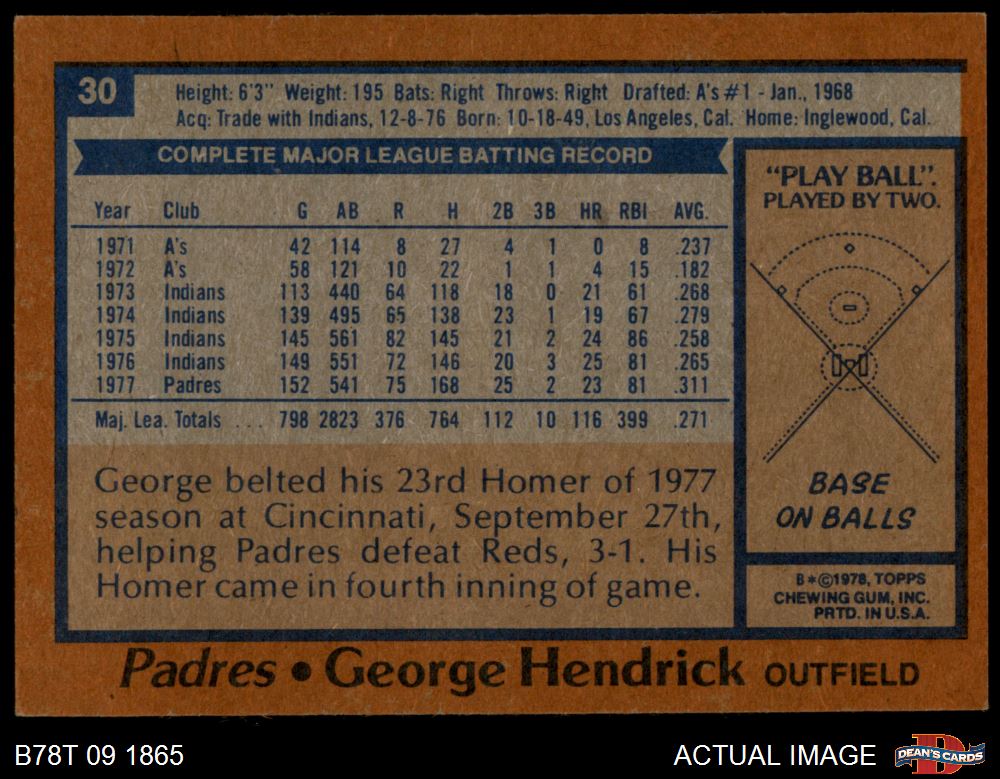 30
Height: 6'3" Weight: 195 Bats: Right Throws: Right Drafted: A's #1 - Jan., 1968
Acq: Trade with Indians, 12-8-76 Born: 10-18-49, Los Angeles, Cal. Home: Inglewood, Cal.
COMPLETE MAJOR LEAGUE BATTING RECORD
Year Club G AB R H 2B 3B HR RBI AVG.
1971 A's 42 114 8 27 4 1 0 8 .237
1972 A's 58 121 10 22 1 1 4 15 .182
1973 Indians 113 440 64 118 18 0 21 61 .268
1974 Indians 139 495 65 138 23 1 19 67 .279
1975 Indians 145 561 82 145 21 2 24 86 .258
1976 Indians 149 551 72 146 20 3 25 81 .265
1977 Padres 152 541 75 168 25 2 23 81 .311
Maj. Lea. Totals . . . 798 2823 376 764 112 10 116 399 .271
George belted his 23rd Homer of 1977
season at Cincinnati, September 27th,
helping Padres defeat Reds, 3-1. His
Homer came in fourth inning of game.
"PLAY BALL".
PLAYED BY TWO.
BASE
ON BALLS
B*©1978, TOPPS
CHEWING GUM, INC.
PRTD. IN U.S.A.
Padres • George Hendrick OUTFIELD
B78T 09 1865
ACTUAL IMAGE
DEAN'S CARDS